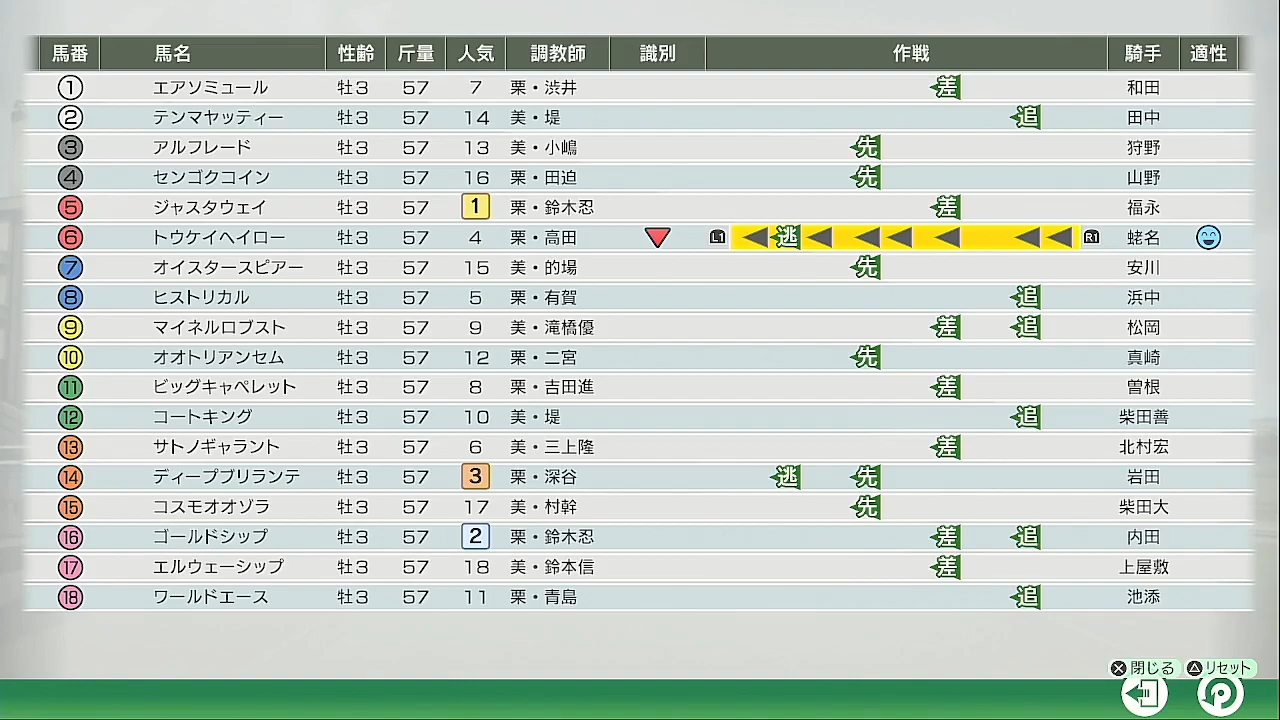 馬番 馬名 性齢 斤量 人気 調教師 識別 作戦 騎手 適性
1 エアソミュール 牡3 57 7 栗・渋井 差 和田
2 テンマヤッティー 牡3 57 14 美・堤 追 田中
3 アルフレード 牡3 57 13 美・小嶋 先 狩野
4 センゴクコイン 牡3 57 16 栗・田迫 先 山野
5 ジャスタウェイ 牡3 57 1 栗・鈴木忍 差 福永
6 トウケイヘイロー 牡3 57 4 栗・高田 L1 逃 R1 蛯名
7 オイスタースピアー 牡3 57 15 美・的場 先 安川
8 ヒストリカル 牡3 57 5 栗・有賀 追 浜中
9 マイネルロブスト 牡3 57 9 美・滝橋優 差 追 松岡
10 オオトリアンセム 牡3 57 12 栗・二宮 先 真崎
11 ビッグキャペレット 牡3 57 8 栗・吉田進 差 曽根
12 コートキング 牡3 57 10 美・堤 追 柴田善
13 サトノギャラント 牡3 57 6 美・三上隆 差 北村宏
14 ディープブリランテ 牡3 57 3 栗・深谷 逃 先 岩田
15 コスモオオゾラ 牡3 57 17 美・村幹 先 柴田大
16 ゴールドシップ 牡3 57 2 栗・鈴木忍 差 追 内田
17 エルウェーシップ 牡3 57 18 美・鈴本信 差 上屋敷
18 ワールドエース 牡3 57 11 栗・青島 追 池添
閉じる リセット